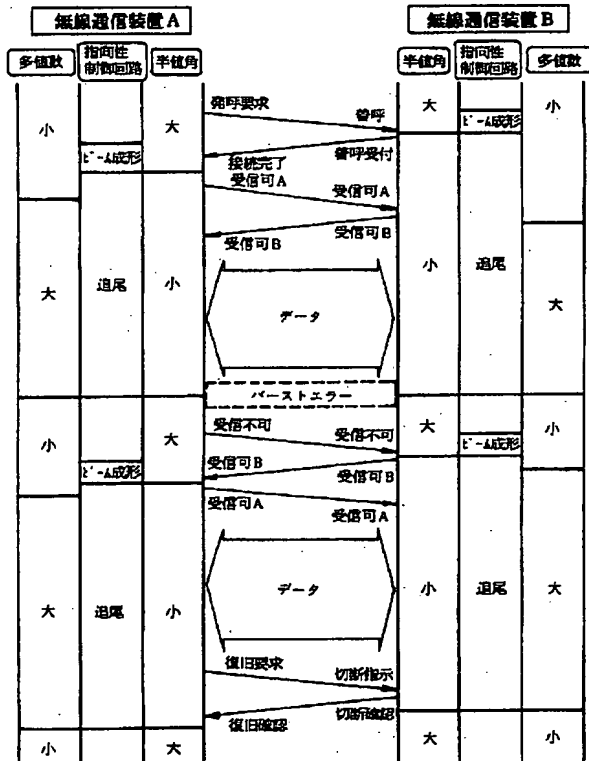 無線通信装置A
無線通信装置B
多値数
指向性
制御回路
半値角
半値角
指向性
制御回路
多値数
小
大
発呼要求
着呼
大
ビーム成形
小
ビーム成形
接続完了
着呼受付
受信可A
受信可A
受信可B
受信可B
大
追尾
小
データ
小
追尾
大
バーストエラー
小
大
受信不可
受信不可
大
ビーム成形
小
ビーム成形
受信可B
受信可B
受信可A
受信可A
大
追尾
小
データ
小
追尾
大
復旧要求
切断指示
復旧確認
切断確認
小
大
大
小